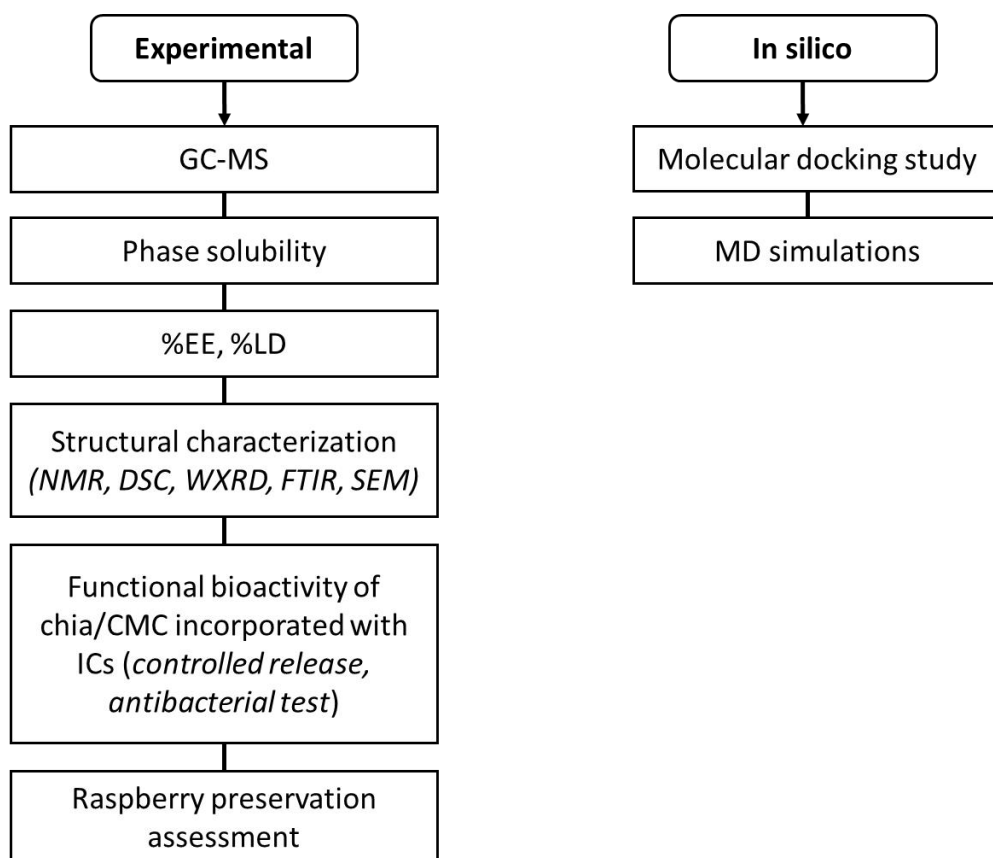 Experimental
GC-MS
Phase solubility
%EE, %LD
Structural characterization
(NMR, DSC, WXRD, FTIR, SEM)
Functional bioactivity of
chia/CMC incorporated with
ICs (controlled release,
antibacterial test)
Raspberry preservation
assessment
In silico
Molecular docking study
MD simulations